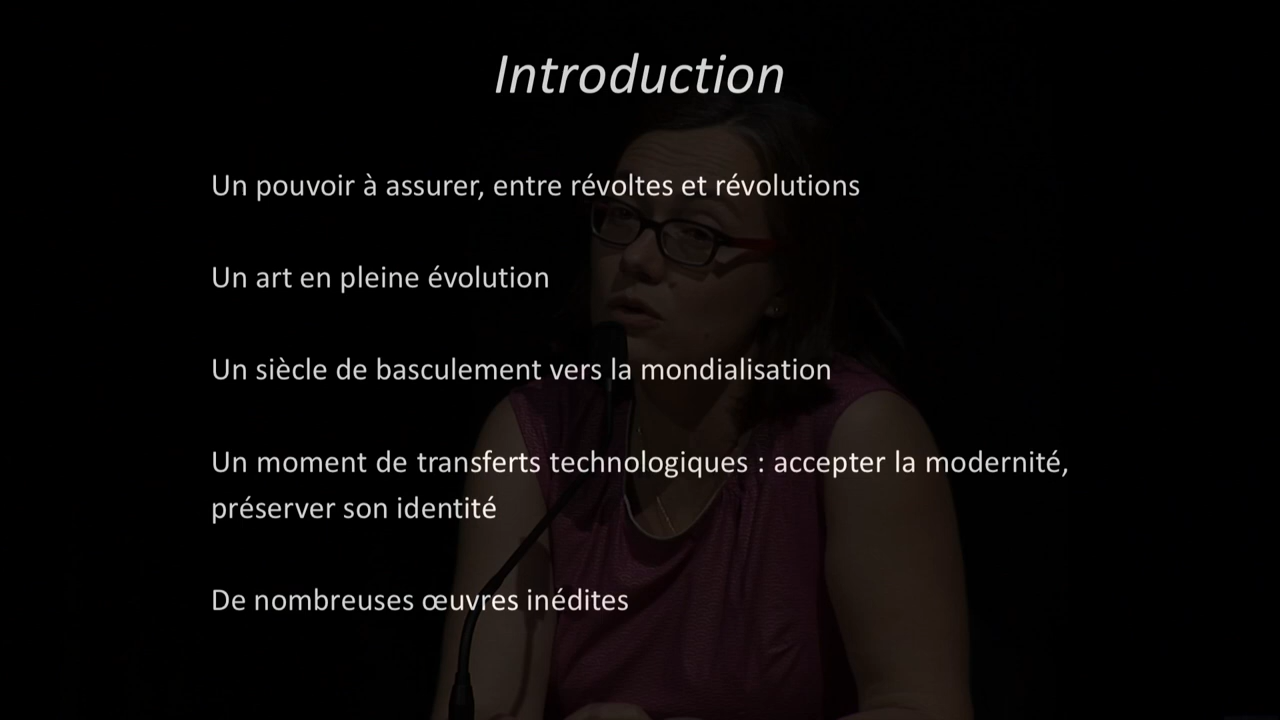 Introduction
Un pouvoir à assurer, entre révoltes et révolutions
Un art en pleine évolution
Un siècle de basculement vers la mondialisation
Un moment de transferts technologiques : accepter la modernité,
préserver son identité
De nombreuses œuvres inédites